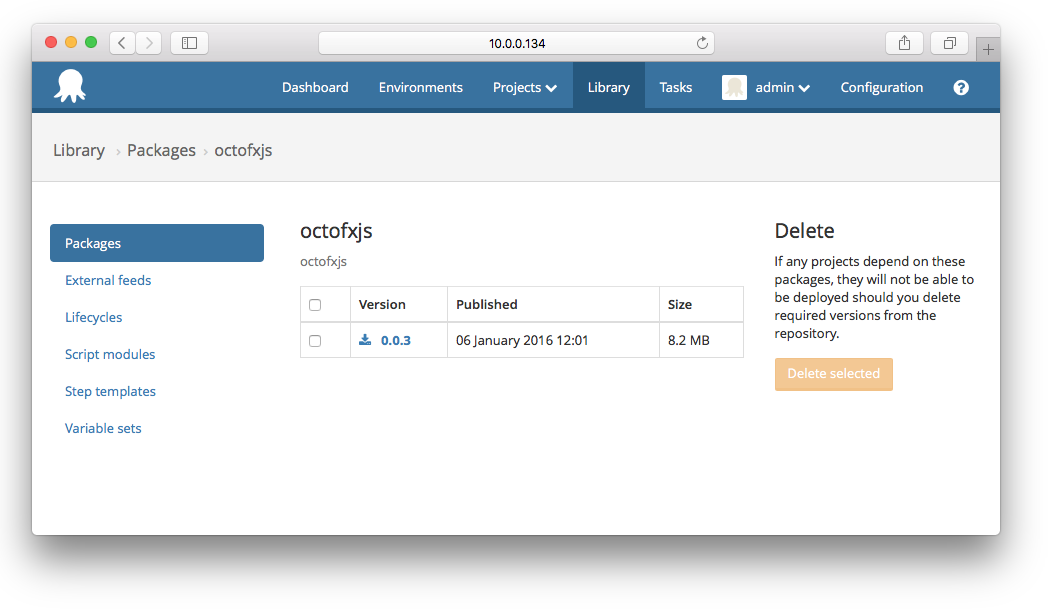 10.0.0.134
Dashboard Environments Projects Library Tasks admin Configuration ?
Library › Packages › octofxjs
Packages
External feeds
Lifecycles
Script modules
Step templates
Variable sets
octofxjs
octofxjs
Version Published Size
0.0.3 06 January 2016 12:01 8.2 MB
Delete
If any projects depend on these
packages, they will not be able to
be deployed should you delete
required versions from the
repository.
Delete selected